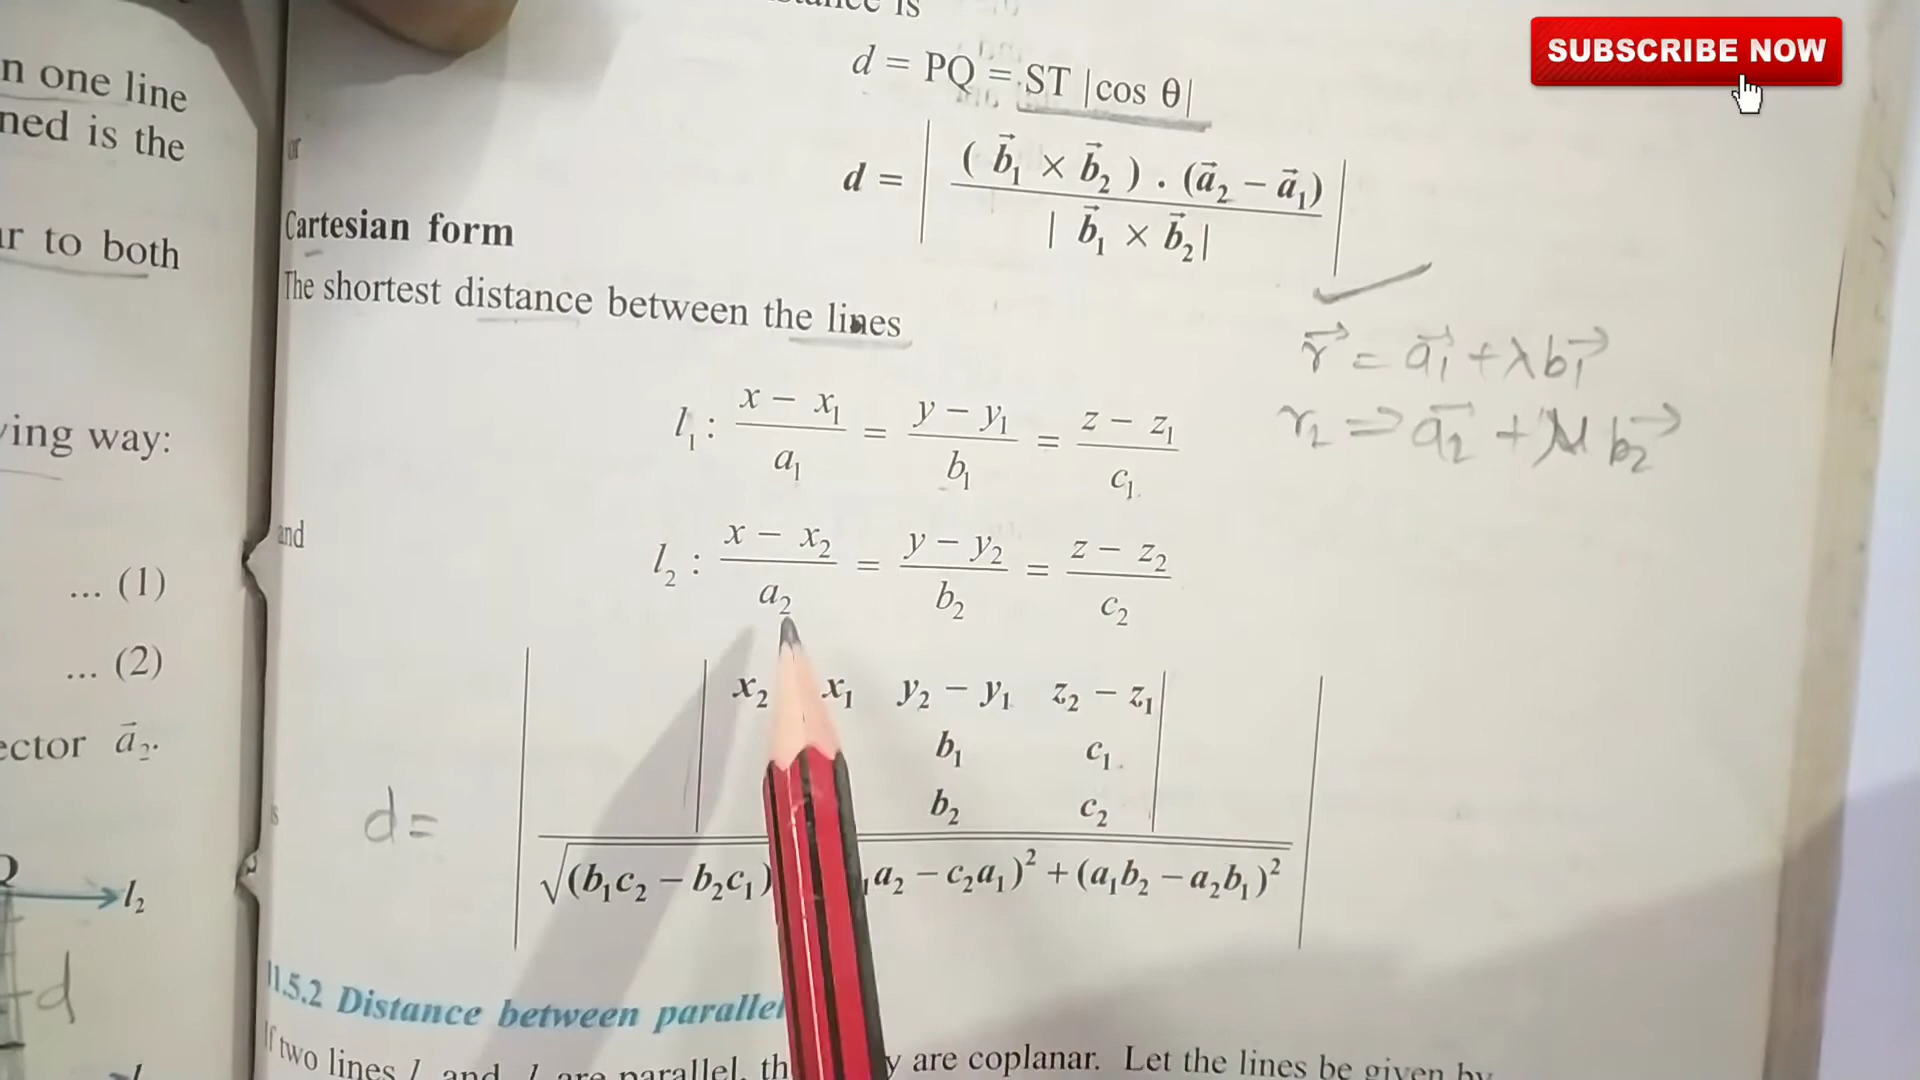 n one line
ned is the
r to both
ving way:
... (1)
... (2)
ector a⃗₂.
l₂
d
SUBSCRIBE NOW
is
d = PQ = ST |cos θ|
or
d = | (b⃗₁ × b⃗₂) . (a⃗₂ − a⃗₁) / |b⃗₁ × b⃗₂| |
Cartesian form
The shortest distance between the lines
r⃗ = a⃗₁ + λb⃗₁
r₂ ⇒ a⃗₂ + μ b⃗₂
l₁ : (x − x₁)/a₁ = (y − y₁)/b₁ = (z − z₁)/c₁
and
l₂ : (x − x₂)/a₂ = (y − y₂)/b₂ = (z − z₂)/c₂
x₂ x₁ y₂ − y₁ z₂ − z₁
b₁ c₁
b₂ c₂
is
d =
√(b₁c₂ − b₂c₁) a₂ − c₂a₁)² + (a₁b₂ − a₂b₁)²
11.5.2 Distance between parallel
If two lines l and l are parallel, th y are coplanar. Let the lines be given by